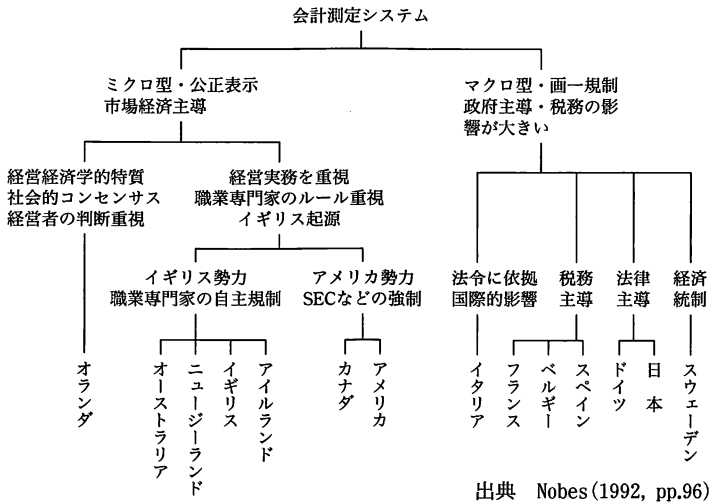 会計測定システム
ミクロ型・公正表示
市場経済主導
マクロ型・画一規制
政府主導・税務の影
響が大きい
経営経済学的特質
社会的コンセンサス
経営者の判断重視
経営実務を重視
職業専門家のルール重視
イギリス起源
イギリス勢力
職業専門家の自主規制
アメリカ勢力
SECなどの強制
法令に依拠
国際的影響
税務
主導
法律
主導
経済
統制
オランダ
オーストラリア
ニュージーランド
イギリス
アイルランド
カナダ
アメリカ
イタリア
フランス
ベルギー
スペイン
ドイツ
日本
スウェーデン
出典 Nobes(1992, pp.96)